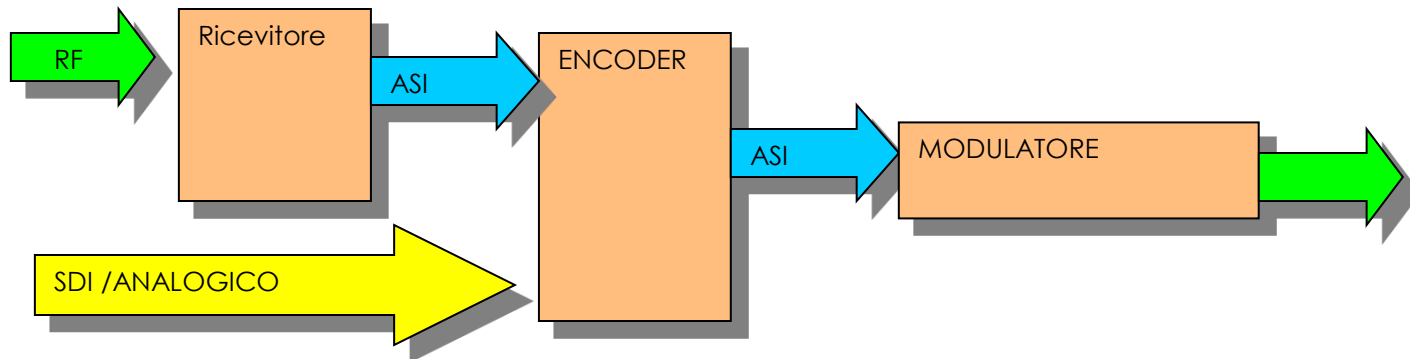 RF
Ricevitore
ASI
ENCODER
ASI
MODULATORE
SDI /ANALOGICO